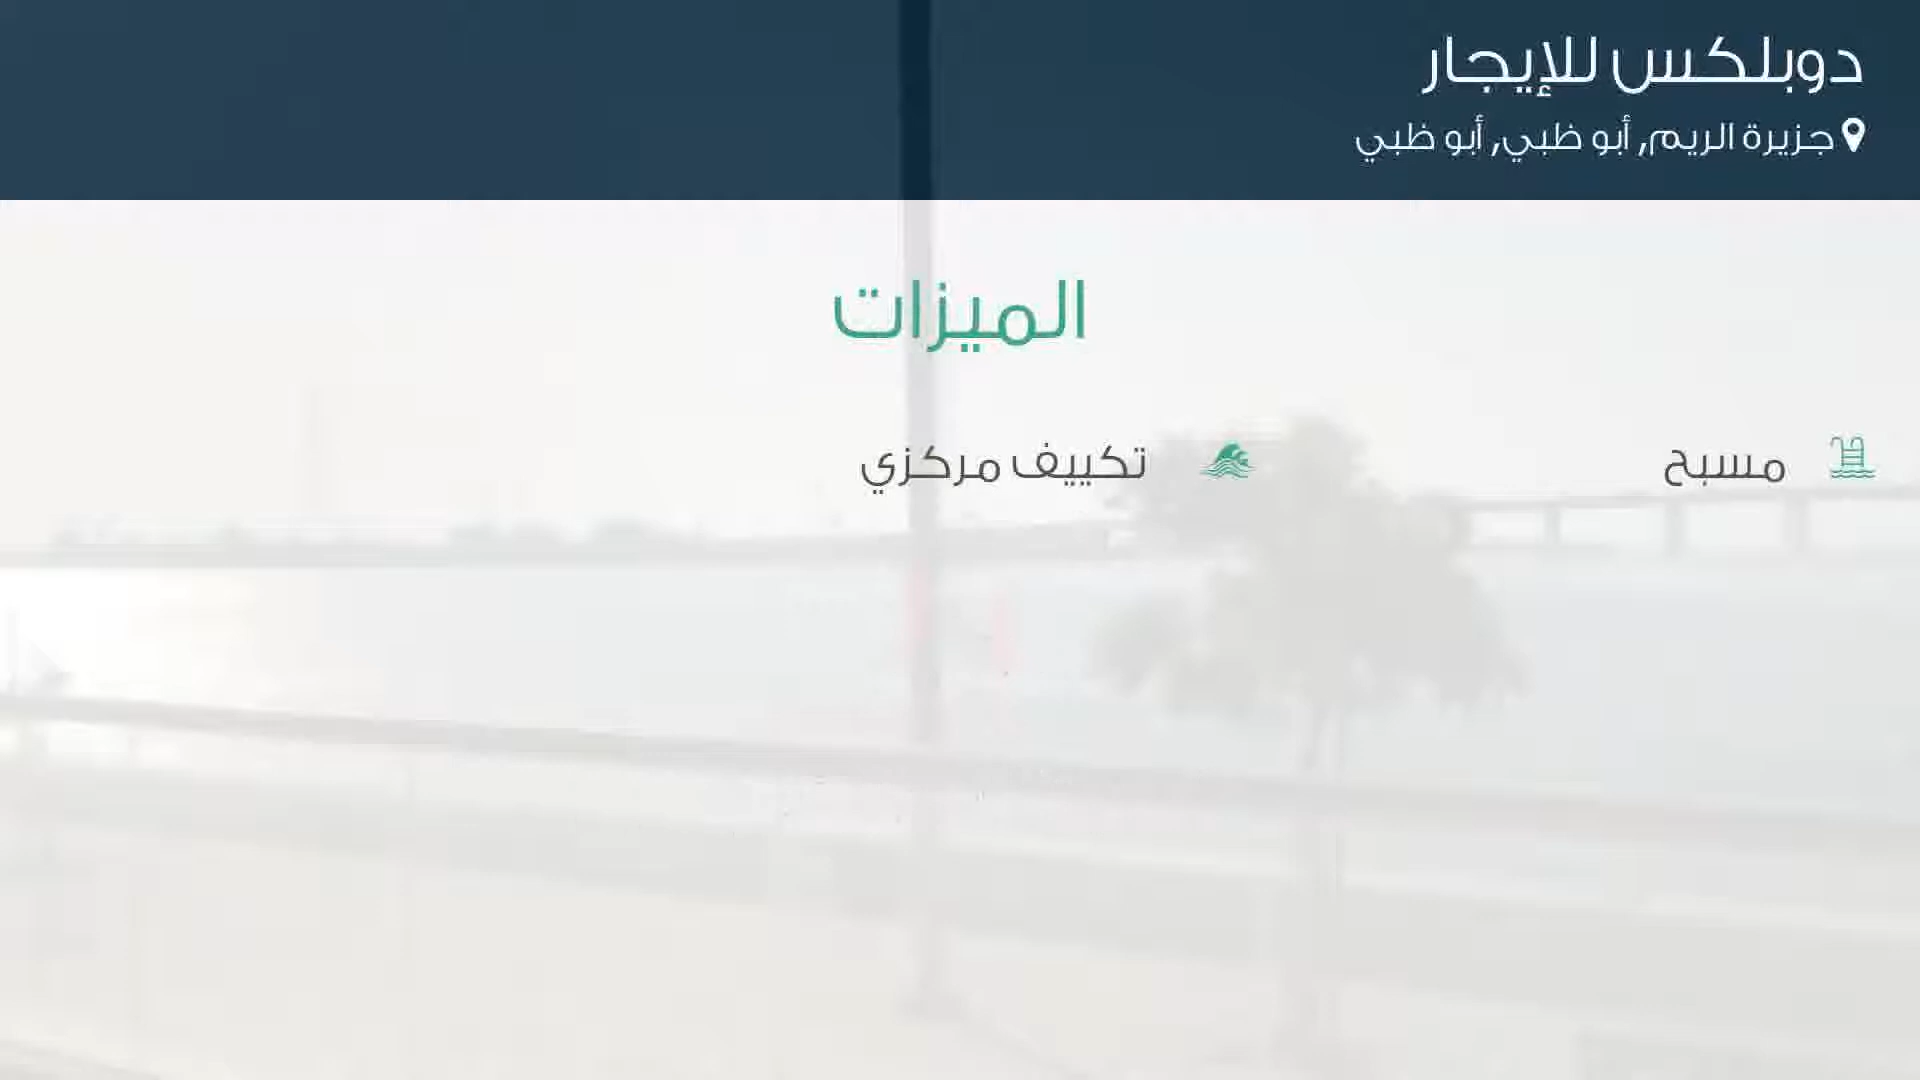 دوبلكس للإيجار
جزيرة الريم, أبو ظبي, أبو ظبي
الميزات
مسبح
تكييف مركزي